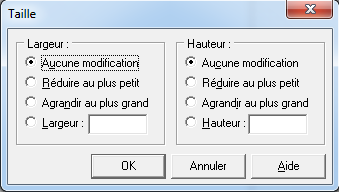 Taille
Largeur :
Aucune modification
Réduire au plus petit
Agrandir au plus grand
Largeur :
Hauteur :
Aucune modification
Réduire au plus petit
Agrandir au plus grand
Hauteur :
OK
Annuler
Aide